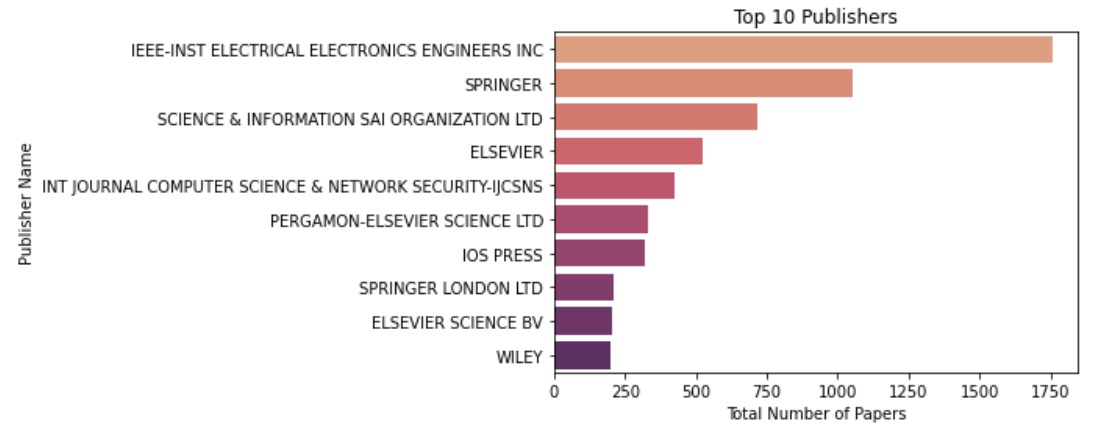 Top 10 Publishers
Publisher Name
IEEE-INST ELECTRICAL ELECTRONICS ENGINEERS INC
SPRINGER
SCIENCE & INFORMATION SAI ORGANIZATION LTD
ELSEVIER
INT JOURNAL COMPUTER SCIENCE & NETWORK SECURITY-IJCSNS
PERGAMON-ELSEVIER SCIENCE LTD
IOS PRESS
SPRINGER LONDON LTD
ELSEVIER SCIENCE BV
WILEY
0 250 500 750 1000 1250 1500 1750
Total Number of Papers